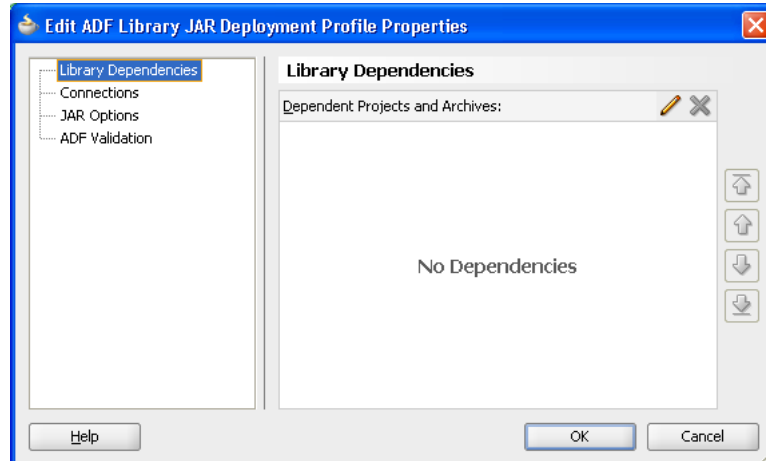 Edit ADF Library JAR Deployment Profile Properties
Library Dependencies
Connections
JAR Options
ADF Validation
Library Dependencies
Dependent Projects and Archives:
No Dependencies
Help
OK
Cancel